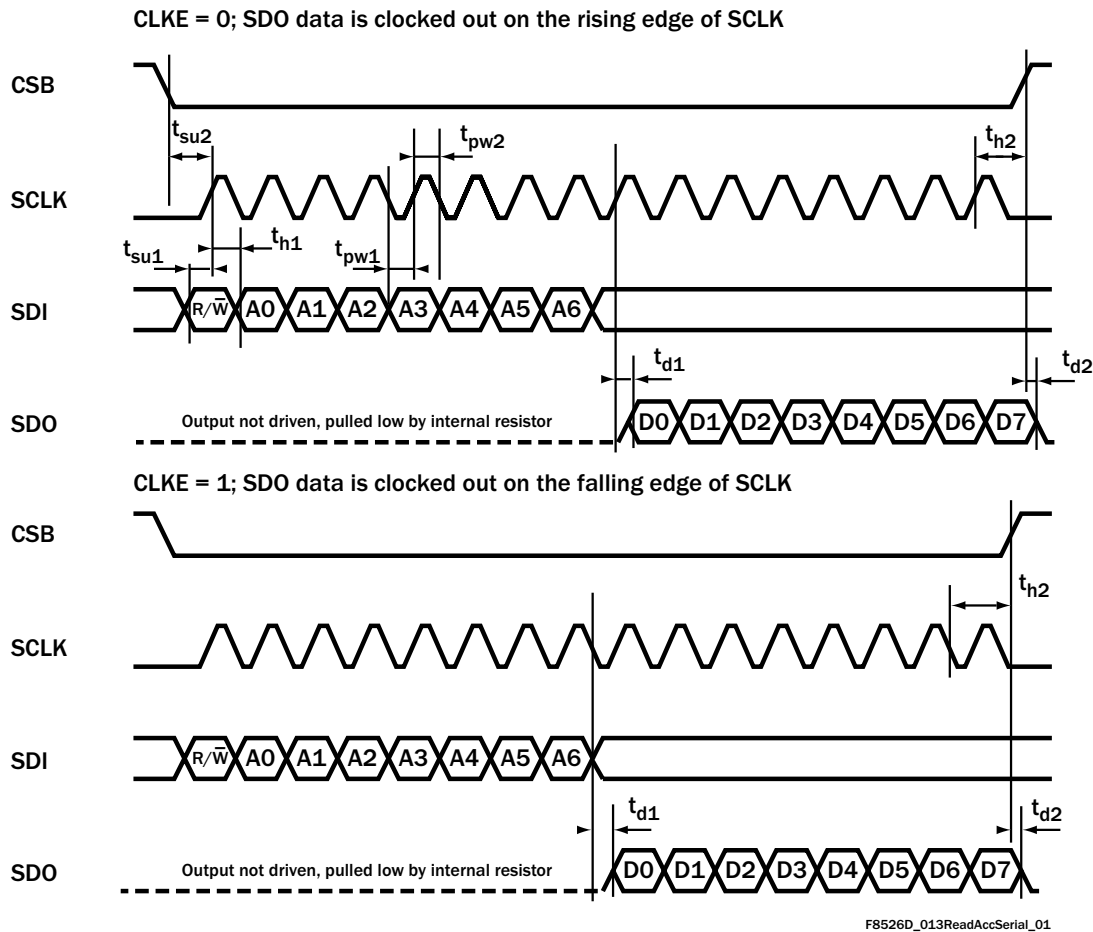 CLKE = 0; SDO data is clocked out on the rising edge of SCLK
CSB
tsu2
tpw2
th2
SCLK
tsu1
th1
tpw1
SDI
R/W̅ A0 A1 A2 A3 A4 A5 A6
td1
td2
SDO
Output not driven, pulled low by internal resistor
D0 D1 D2 D3 D4 D5 D6 D7
CLKE = 1; SDO data is clocked out on the falling edge of SCLK
CSB
th2
SCLK
SDI
R/W̅ A0 A1 A2 A3 A4 A5 A6
td1
td2
SDO
Output not driven, pulled low by internal resistor
D0 D1 D2 D3 D4 D5 D6 D7
F8526D_013ReadAccSerial_01